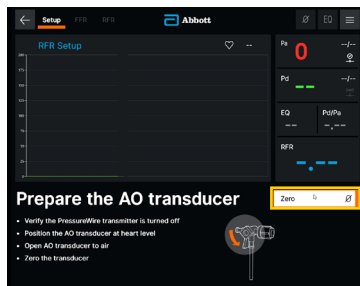 Setup FFR RFR Abbott Ø EQ
RFR Setup
--
Pa 0 --/--
Pd -- --/--
EQ Pd/Pa
-- -.--
RFR
-.--
Prepare the AO transducer
Zero Ø
• Verify the PressureWire transmitter is turned off
• Position the AO transducer at heart level
• Open AO transducer to air
• Zero the transducer